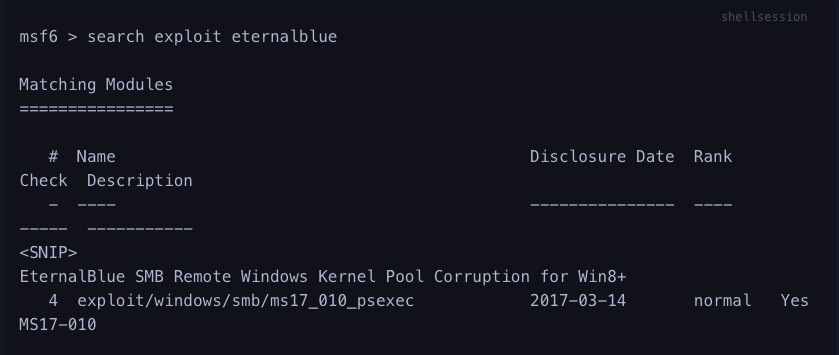 shellsession
msf6 > search exploit eternalblue
Matching Modules
================
# Name Disclosure Date Rank
Check Description
- ---- --------------- ----
----- -----------
<SNIP>
EternalBlue SMB Remote Windows Kernel Pool Corruption for Win8+
4 exploit/windows/smb/ms17_010_psexec 2017-03-14 normal Yes
MS17-010